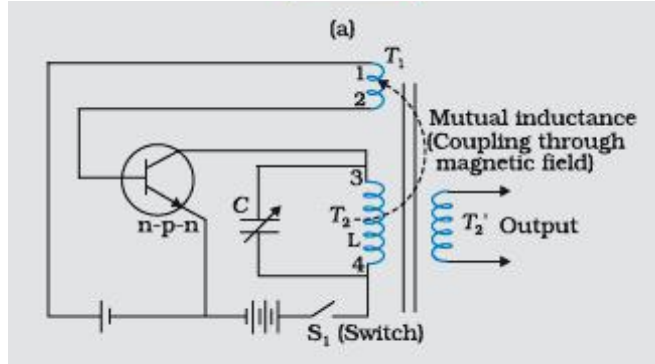 (a)
T₁
1
2
Mutual inductance
(Coupling through
magnetic field)
3
C
T₂
L
T₂' Output
n-p-n
4
S₁ (Switch)